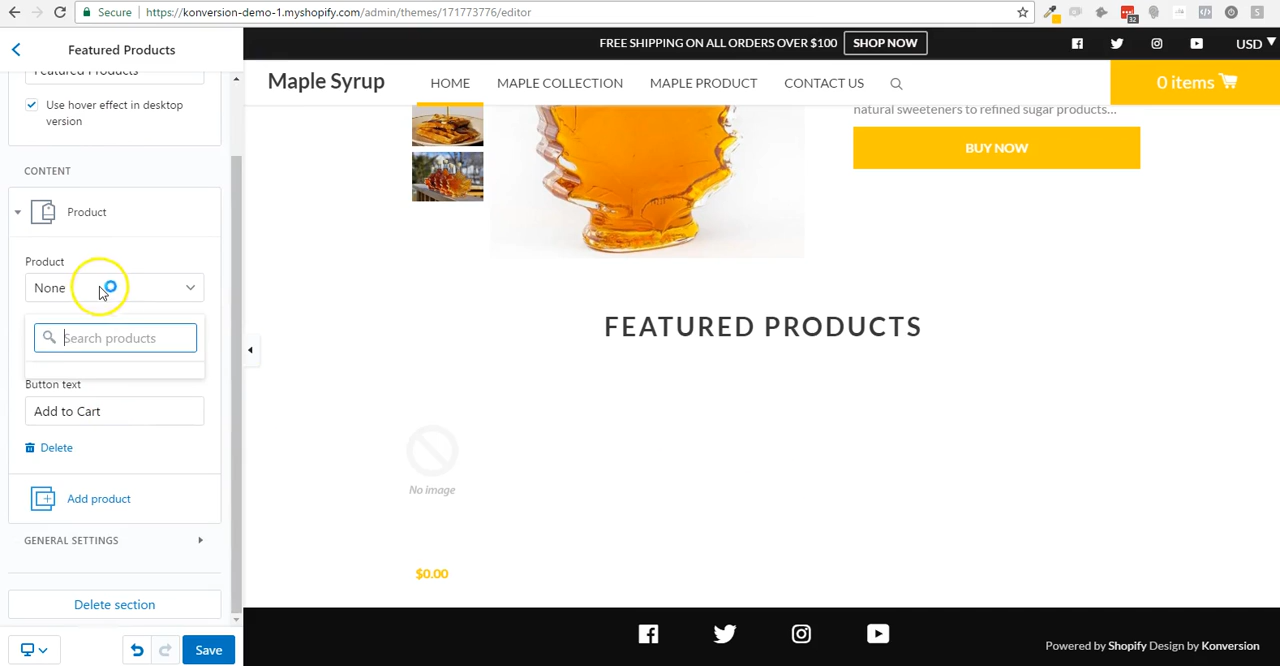 Secure https://konversion-demo-1.myshopify.com/admin/themes/171773776/editor
32
S
Featured Products
Featured Products
Use hover effect in desktop
version
CONTENT
Product
Product
None
Search products
Button text
Add to Cart
Delete
Add product
GENERAL SETTINGS
Delete section
Save
FREE SHIPPING ON ALL ORDERS OVER $100 SHOP NOW
USD
Maple Syrup HOME MAPLE COLLECTION MAPLE PRODUCT CONTACT US
0 items
natural sweeteners to refined sugar products...
BUY NOW
FEATURED PRODUCTS
No image
$0.00
Powered by Shopify Design by Konversion